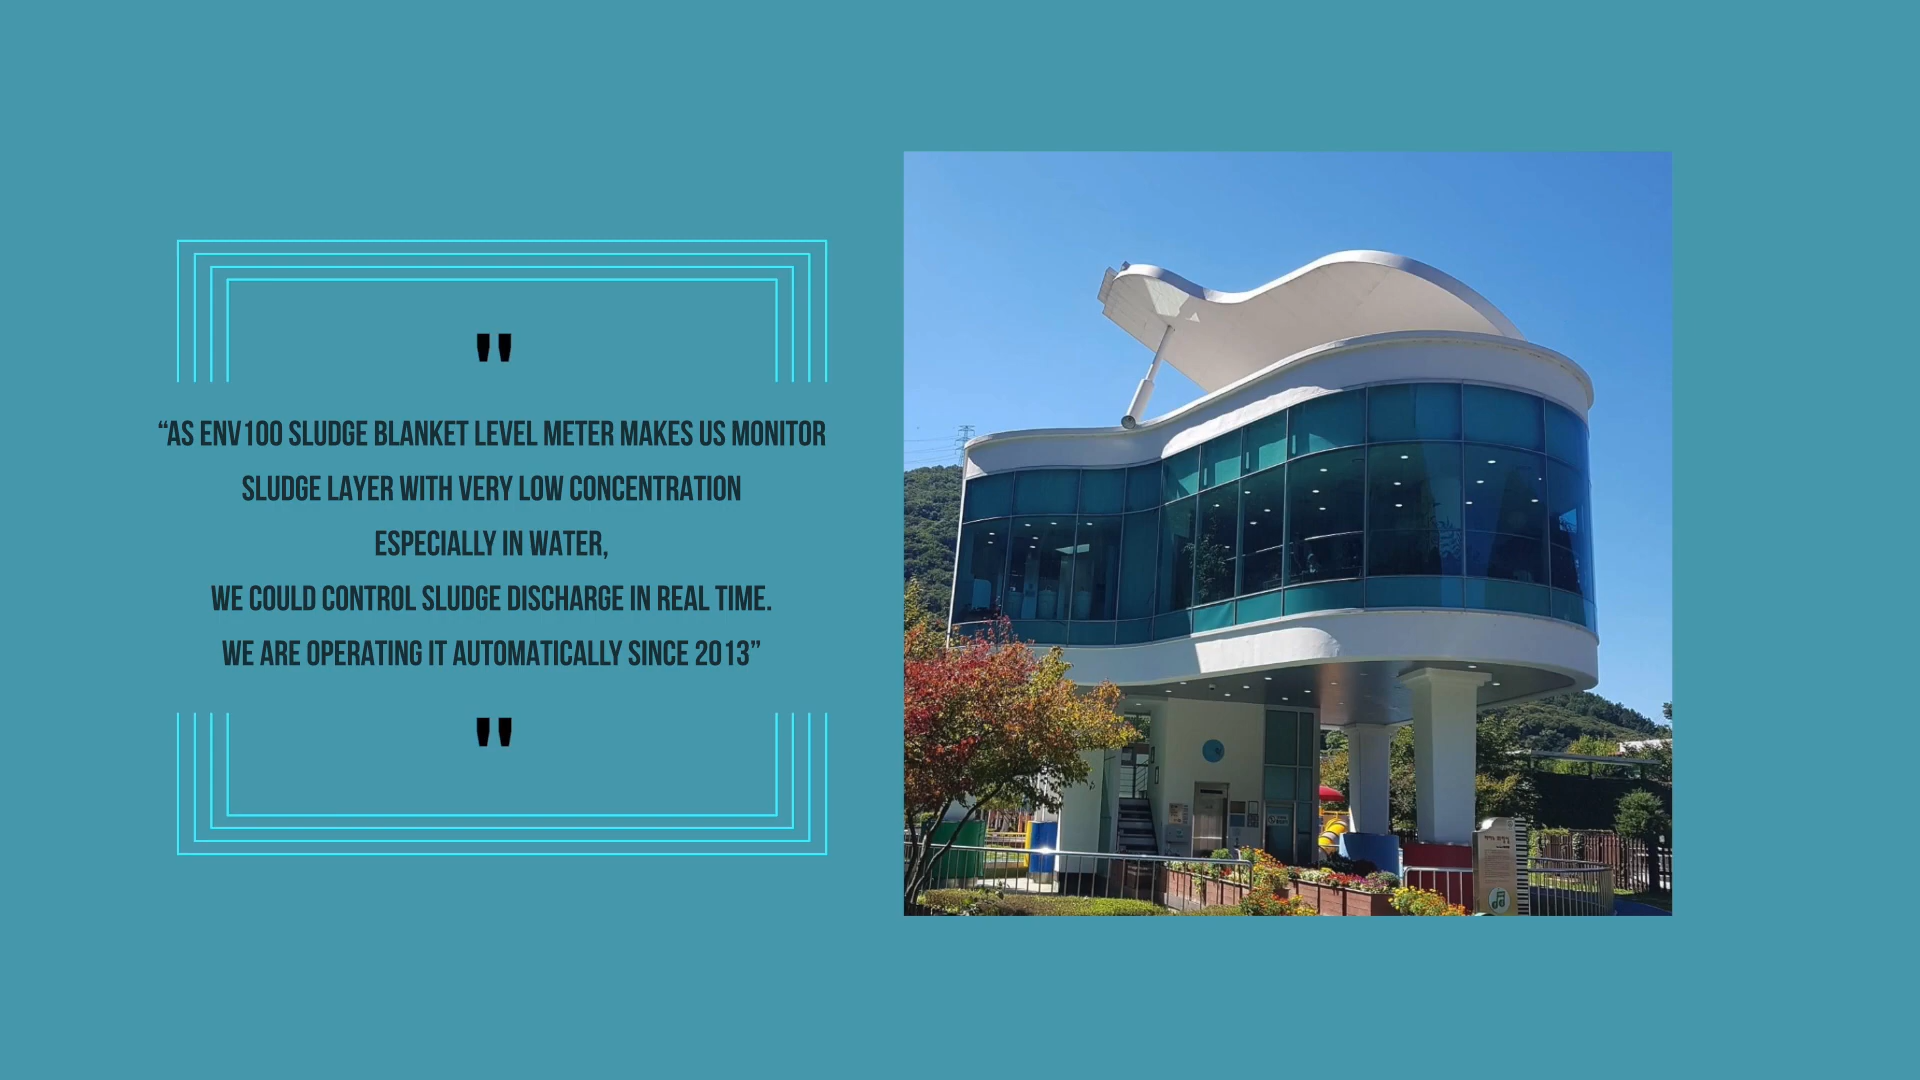 "
“AS ENV100 SLUDGE BLANKET LEVEL METER MAKES US MONITOR
SLUDGE LAYER WITH VERY LOW CONCENTRATION
ESPECIALLY IN WATER,
WE COULD CONTROL SLUDGE DISCHARGE IN REAL TIME.
WE ARE OPERATING IT AUTOMATICALLY SINCE 2013”
"